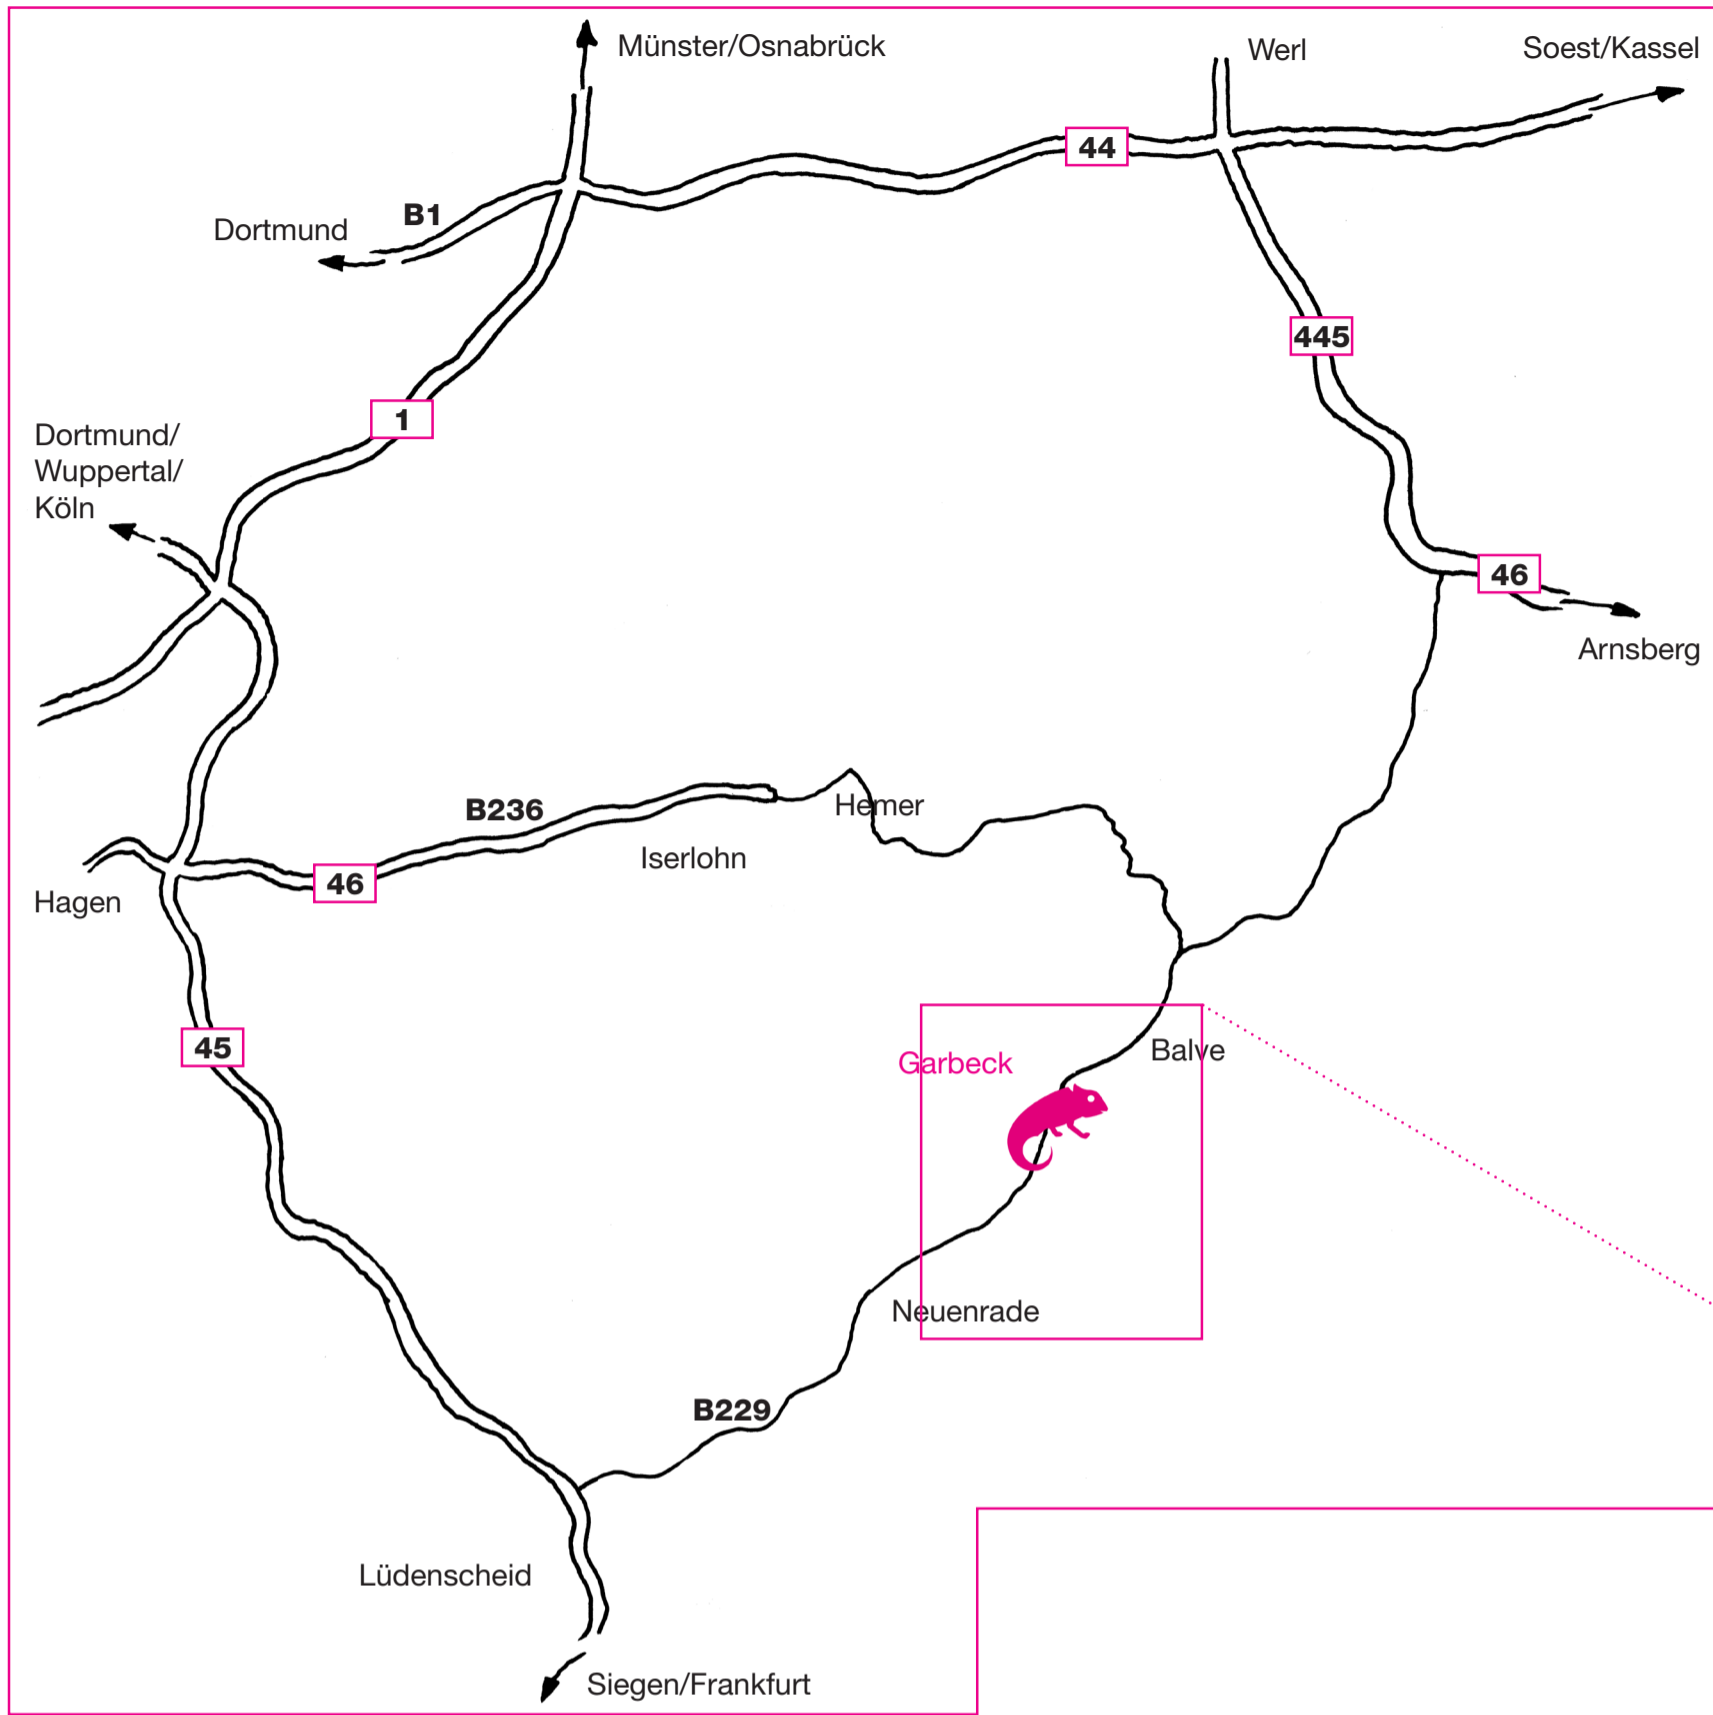 Münster/Osnabrück
Werl
Soest/Kassel
44
B1
Dortmund
445
1
Dortmund/
Wuppertal/
Köln
46
Arnsberg
B236
Hemer
Iserlohn
46
Hagen
45
Balve
Garbeck
Neuenrade
B229
Lüdenscheid
Siegen/Frankfurt